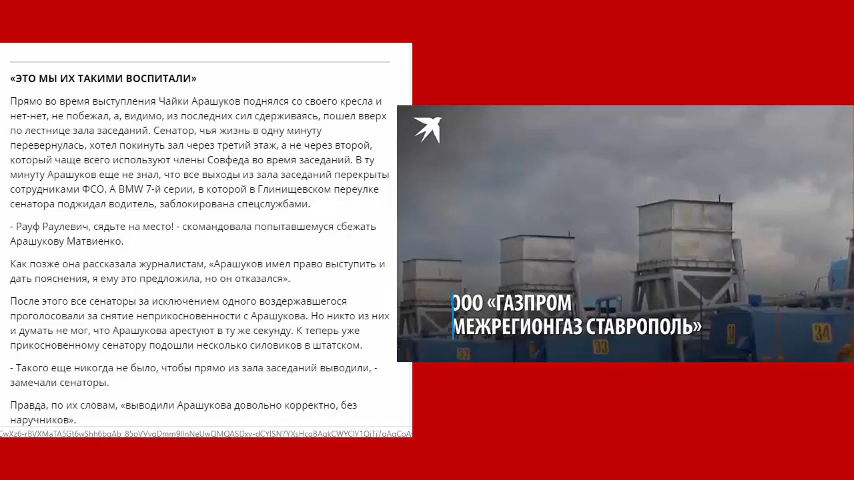 «ЭТО МЫ ИХ ТАКИМИ ВОСПИТАЛИ»
Прямо во время выступления Чайки Арашуков поднялся со своего кресла и
нет-нет, не побежал, а, видимо, из последних сил сдерживаясь, пошел вверх
по лестнице зала заседаний. Сенатор, чья жизнь в одну минуту
перевернулась, хотел покинуть зал через третий этаж, а не через второй,
который чаще всего используют члены Совфеда во время заседаний. В ту
минуту Арашуков еще не знал, что все выходы из зала заседаний перекрыты
сотрудниками ФСО. А BMW 7-й серии, в которой в Глинищевском переулке
сенатора поджидал водитель, заблокирована спецслужбами.
- Рауф Раулевич, сядьте на место! - скомандовала попытавшемуся сбежать
Арашукову Матвиенко.
Как позже она рассказала журналистам, «Арашуков имел право выступить и
дать пояснения, я ему это предложила, но он отказался».
После этого все сенаторы за исключением одного воздержавшегося
проголосовали за снятие неприкосновенности с Арашукова. Но никто из них
и думать не мог, что Арашукова арестуют в ту же секунду. К теперь уже
прикосновенному сенатору подошли несколько силовиков в штатском.
- Такого еще никогда не было, чтобы прямо из зала заседаний выводили, -
замечали сенаторы.
Правда, по их словам, «выводили Арашукова довольно корректно, без
наручников».
ООО «ГАЗПРОМ
МЕЖРЕГИОНГАЗ СТАВРОПОЛЬ»
33
34